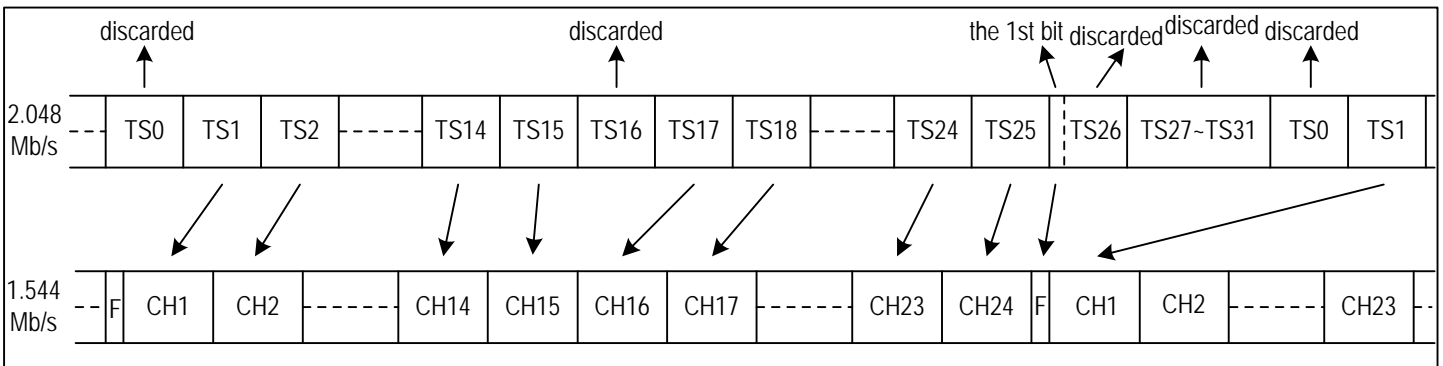 discarded discarded the 1st bit discarded discarded discarded
2.048 Mb/s
TS0 TS1 TS2 TS14 TS15 TS16 TS17 TS18 TS24 TS25 TS26 TS27~TS31 TS0 TS1
1.544 Mb/s
F CH1 CH2 CH14 CH15 CH16 CH17 CH23 CH24 F CH1 CH2 CH23